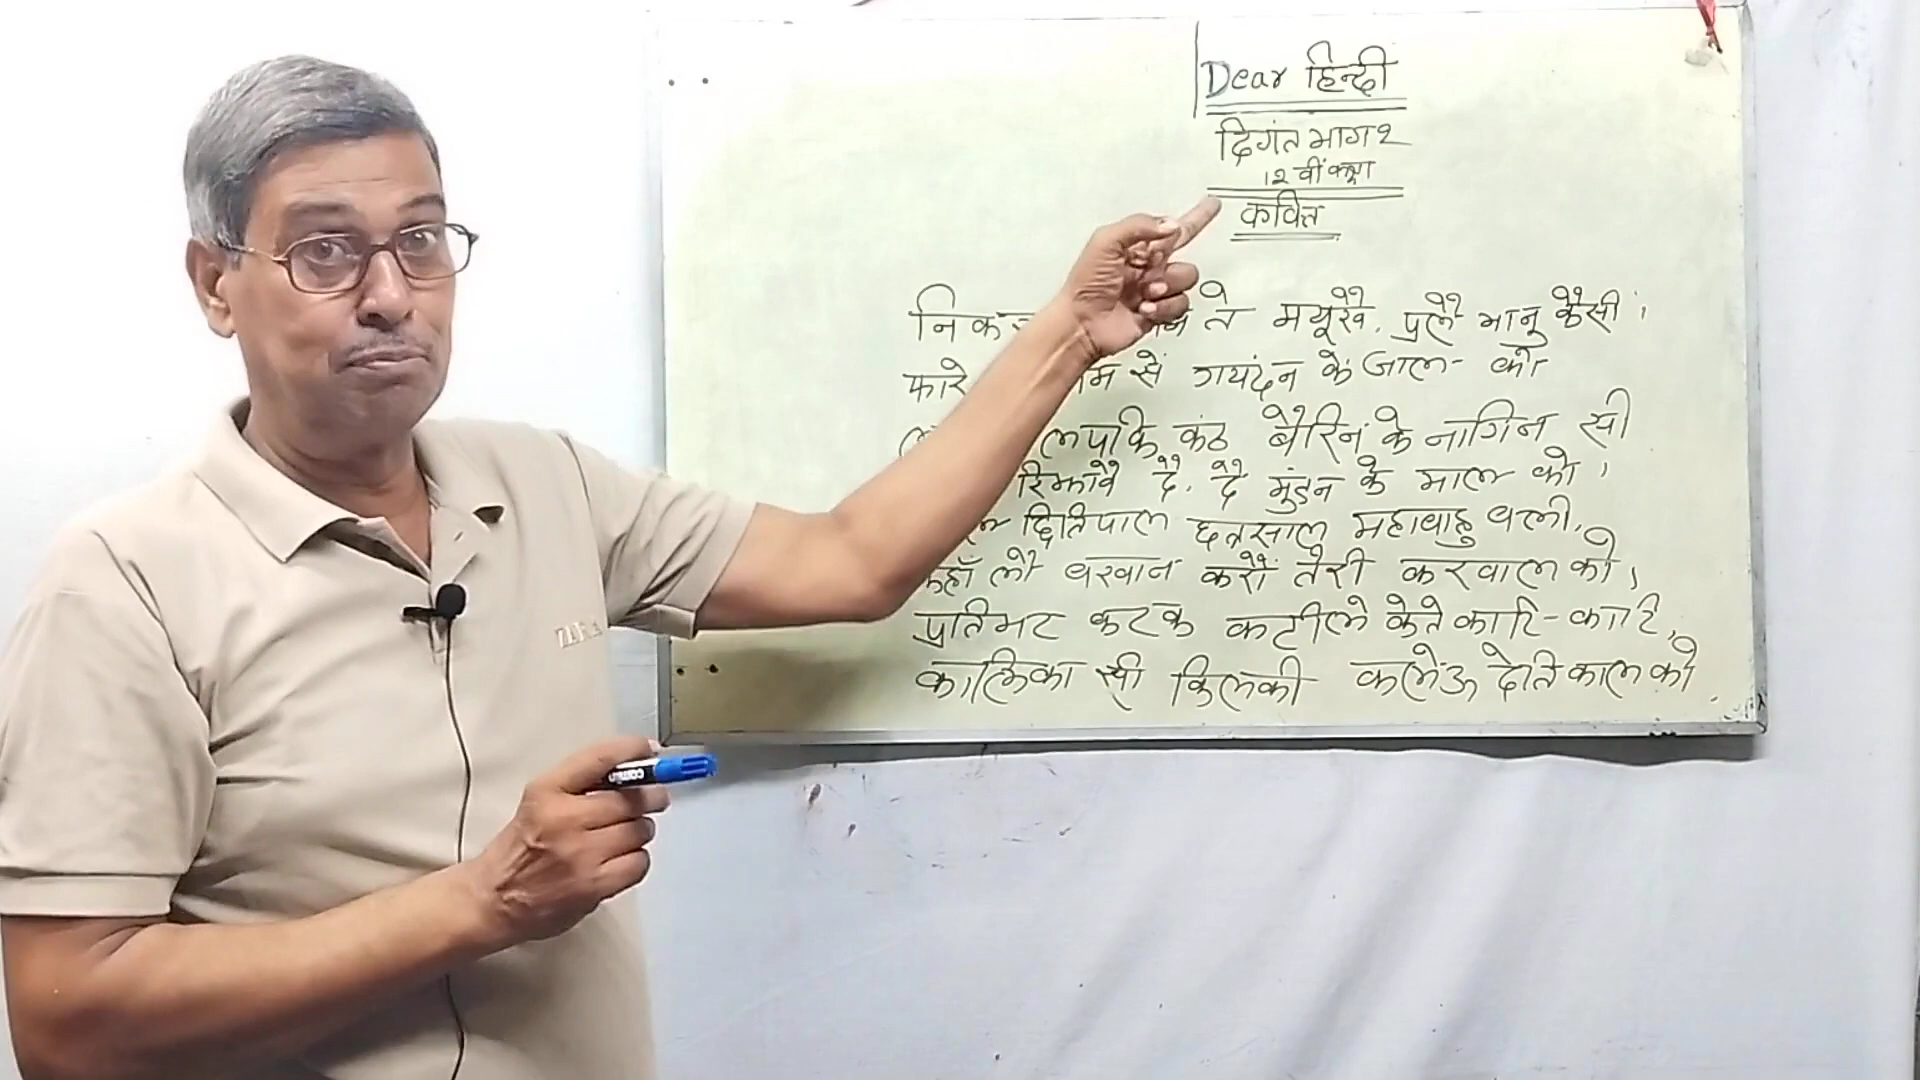 Dear हिन्दी
दिगंत भाग २
१२ वीं कक्षा
कवित्त
ते मयूखैं, प्रलै भानु कैसी,
फारे सें गयंदन के जाल- को
लपकि कंठ बैरिन के नागिन सी
रिझावै दै, दै मुंडन के माल को,
छितिपाल छत्रसाल महाबाहु बली,
कहाँ लौ बखान करौं तेरी करवाल को,
प्रतिभट कटक कटीले केते काटि-काटि,
कालिका सी किलकी कलेऊ देति काल को